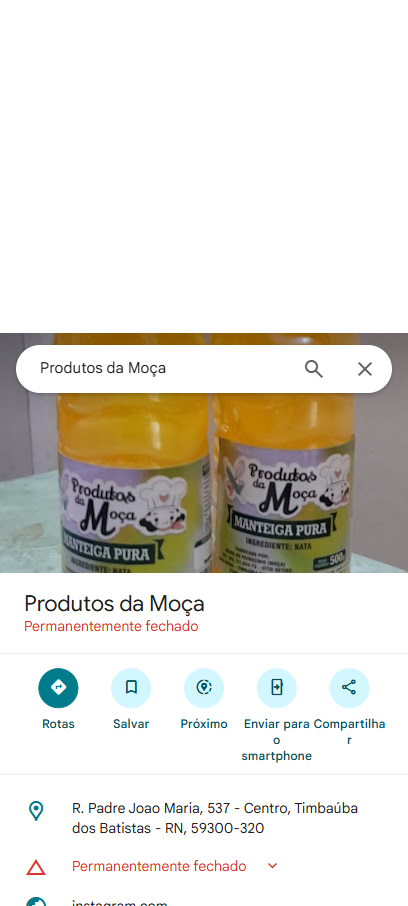 Produtos da Moça
Produtos
da
Moça
MANTEIGA PURA
INGREDIENTE: NATA
Produtos
da
Moça
MANTEIGA PURA
INGREDIENTE: NATA
500
Produtos da Moça
Permanentemente fechado
Rotas
Salvar
Próximo
Enviar para
o
smartphone
Compartilha
r
R. Padre Joao Maria, 537 - Centro, Timbaúba
dos Batistas - RN, 59300-320
Permanentemente fechado
instagram.com